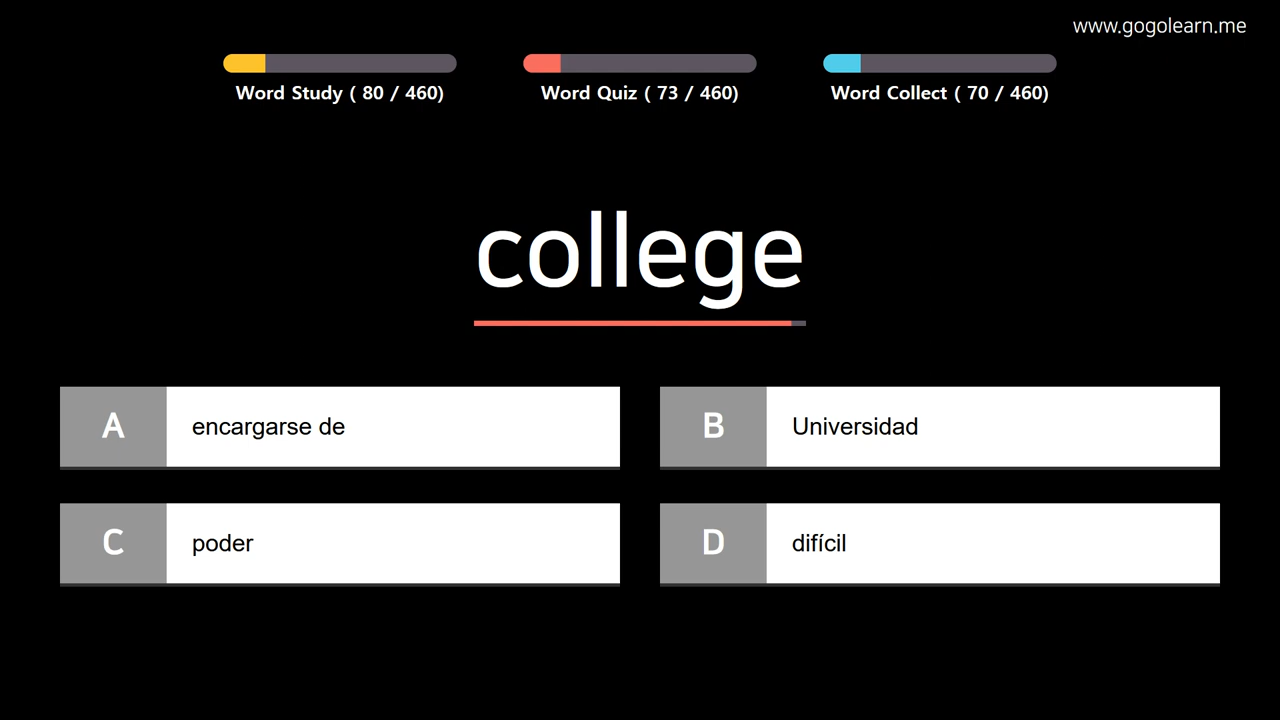 www.gogolearn.me
Word Study ( 80 / 460)
Word Quiz ( 73 / 460)
Word Collect ( 70 / 460)
college
A encargarse de
B Universidad
C poder
D difícil